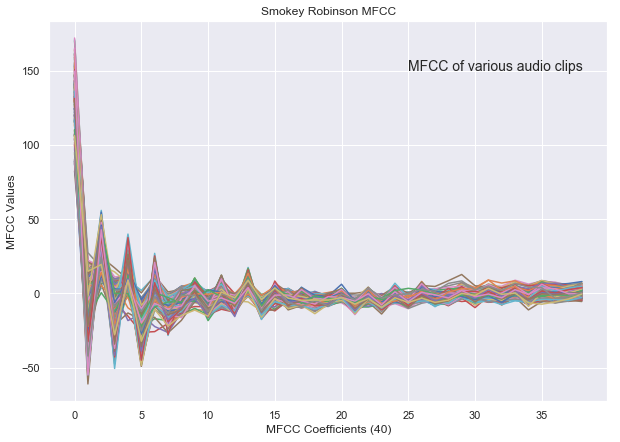 Smokey Robinson MFCC
MFCC of various audio clips
MFCC Values
150
100
50
0
−50
0 5 10 15 20 25 30 35
MFCC Coefficients (40)